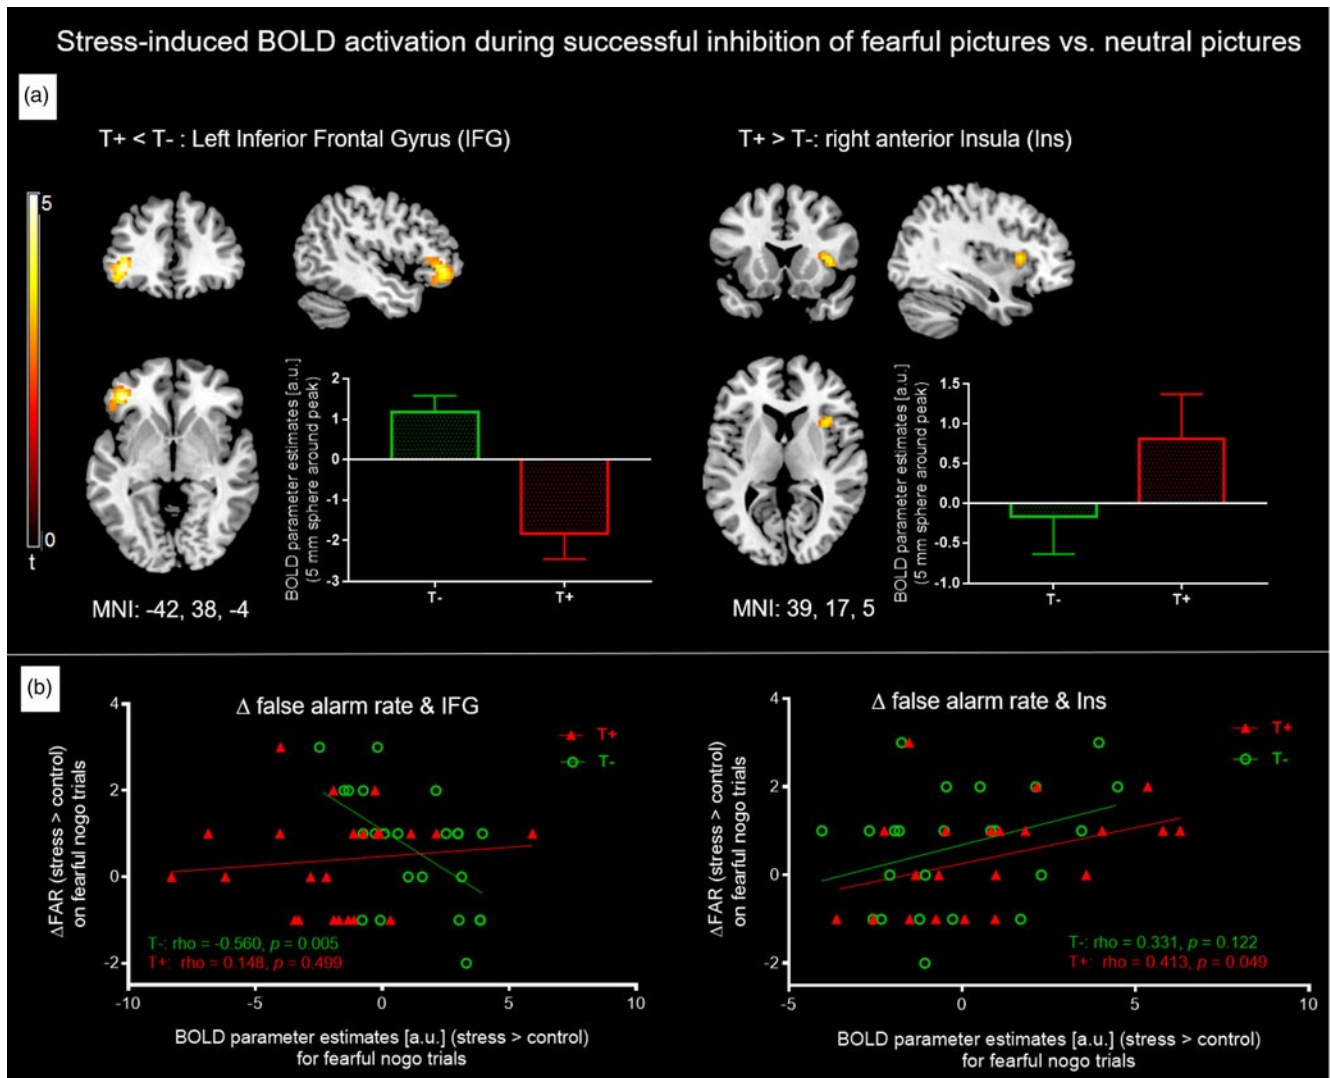 Stress-induced BOLD activation during successful inhibition of fearful pictures vs. neutral pictures
(a)
T+ < T- : Left Inferior Frontal Gyrus (IFG)
T+ > T-: right anterior Insula (Ins)
5
0
t
MNI: -42, 38, -4
BOLD parameter estimates [a.u.]
(5 mm sphere around peak)
2
1
0
-1
-2
-3
T-
T+
MNI: 39, 17, 5
BOLD parameter estimates [a.u.]
(5 mm sphere around peak)
1.5
1.0
0.5
0.0
-0.5
-1.0
T-
T+
(b)
Δ false alarm rate & IFG
ΔFAR (stress > control)
on fearful nogo trials
4
2
0
-2
T+
T-
T-: rho = -0.560, p = 0.005
T+: rho = 0.148, p = 0.499
-10
-5
0
5
10
BOLD parameter estimates [a.u.] (stress > control)
for fearful nogo trials
Δ false alarm rate & Ins
ΔFAR (stress > control)
on fearful nogo trials
4
2
0
-2
T+
T-
T-: rho = 0.331, p = 0.122
T+: rho = 0.413, p = 0.049
-5
0
5
10
BOLD parameter estimates [a.u.] (stress > control)
for fearful nogo trials